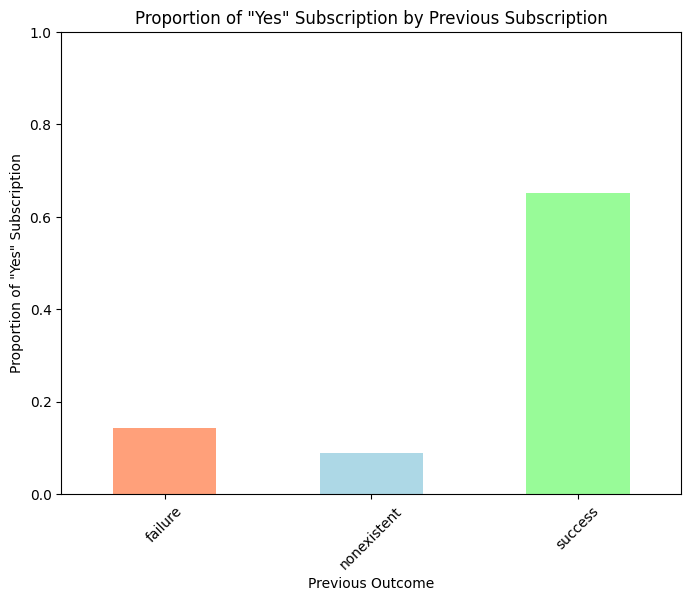 Proportion of "Yes" Subscription by Previous Subscription
1.0
0.8
0.6
0.4
0.2
0.0
Proportion of "Yes" Subscription
failure
nonexistent
success
Previous Outcome